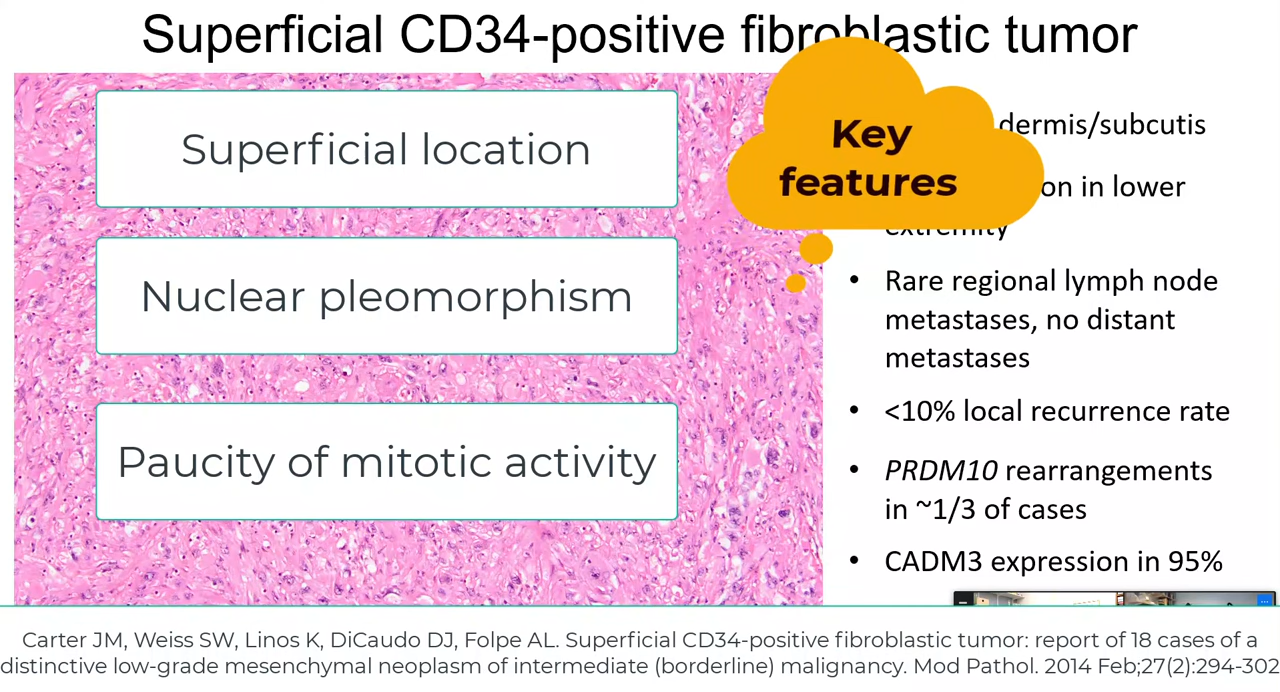 Superficial CD34-positive fibroblastic tumor
Superficial location
Nuclear pleomorphism
Paucity of mitotic activity
Key
features
dermis/subcutis
in lower
extremity
• Rare regional lymph node
metastases, no distant
metastases
• <10% local recurrence rate
• PRDM10 rearrangements
in ~1/3 of cases
• CADM3 expression in 95%
Carter JM, Weiss SW, Linos K, DiCaudo DJ, Folpe AL. Superficial CD34-positive fibroblastic tumor: report of 18 cases of a
distinctive low-grade mesenchymal neoplasm of intermediate (borderline) malignancy. Mod Pathol. 2014 Feb;27(2):294-302